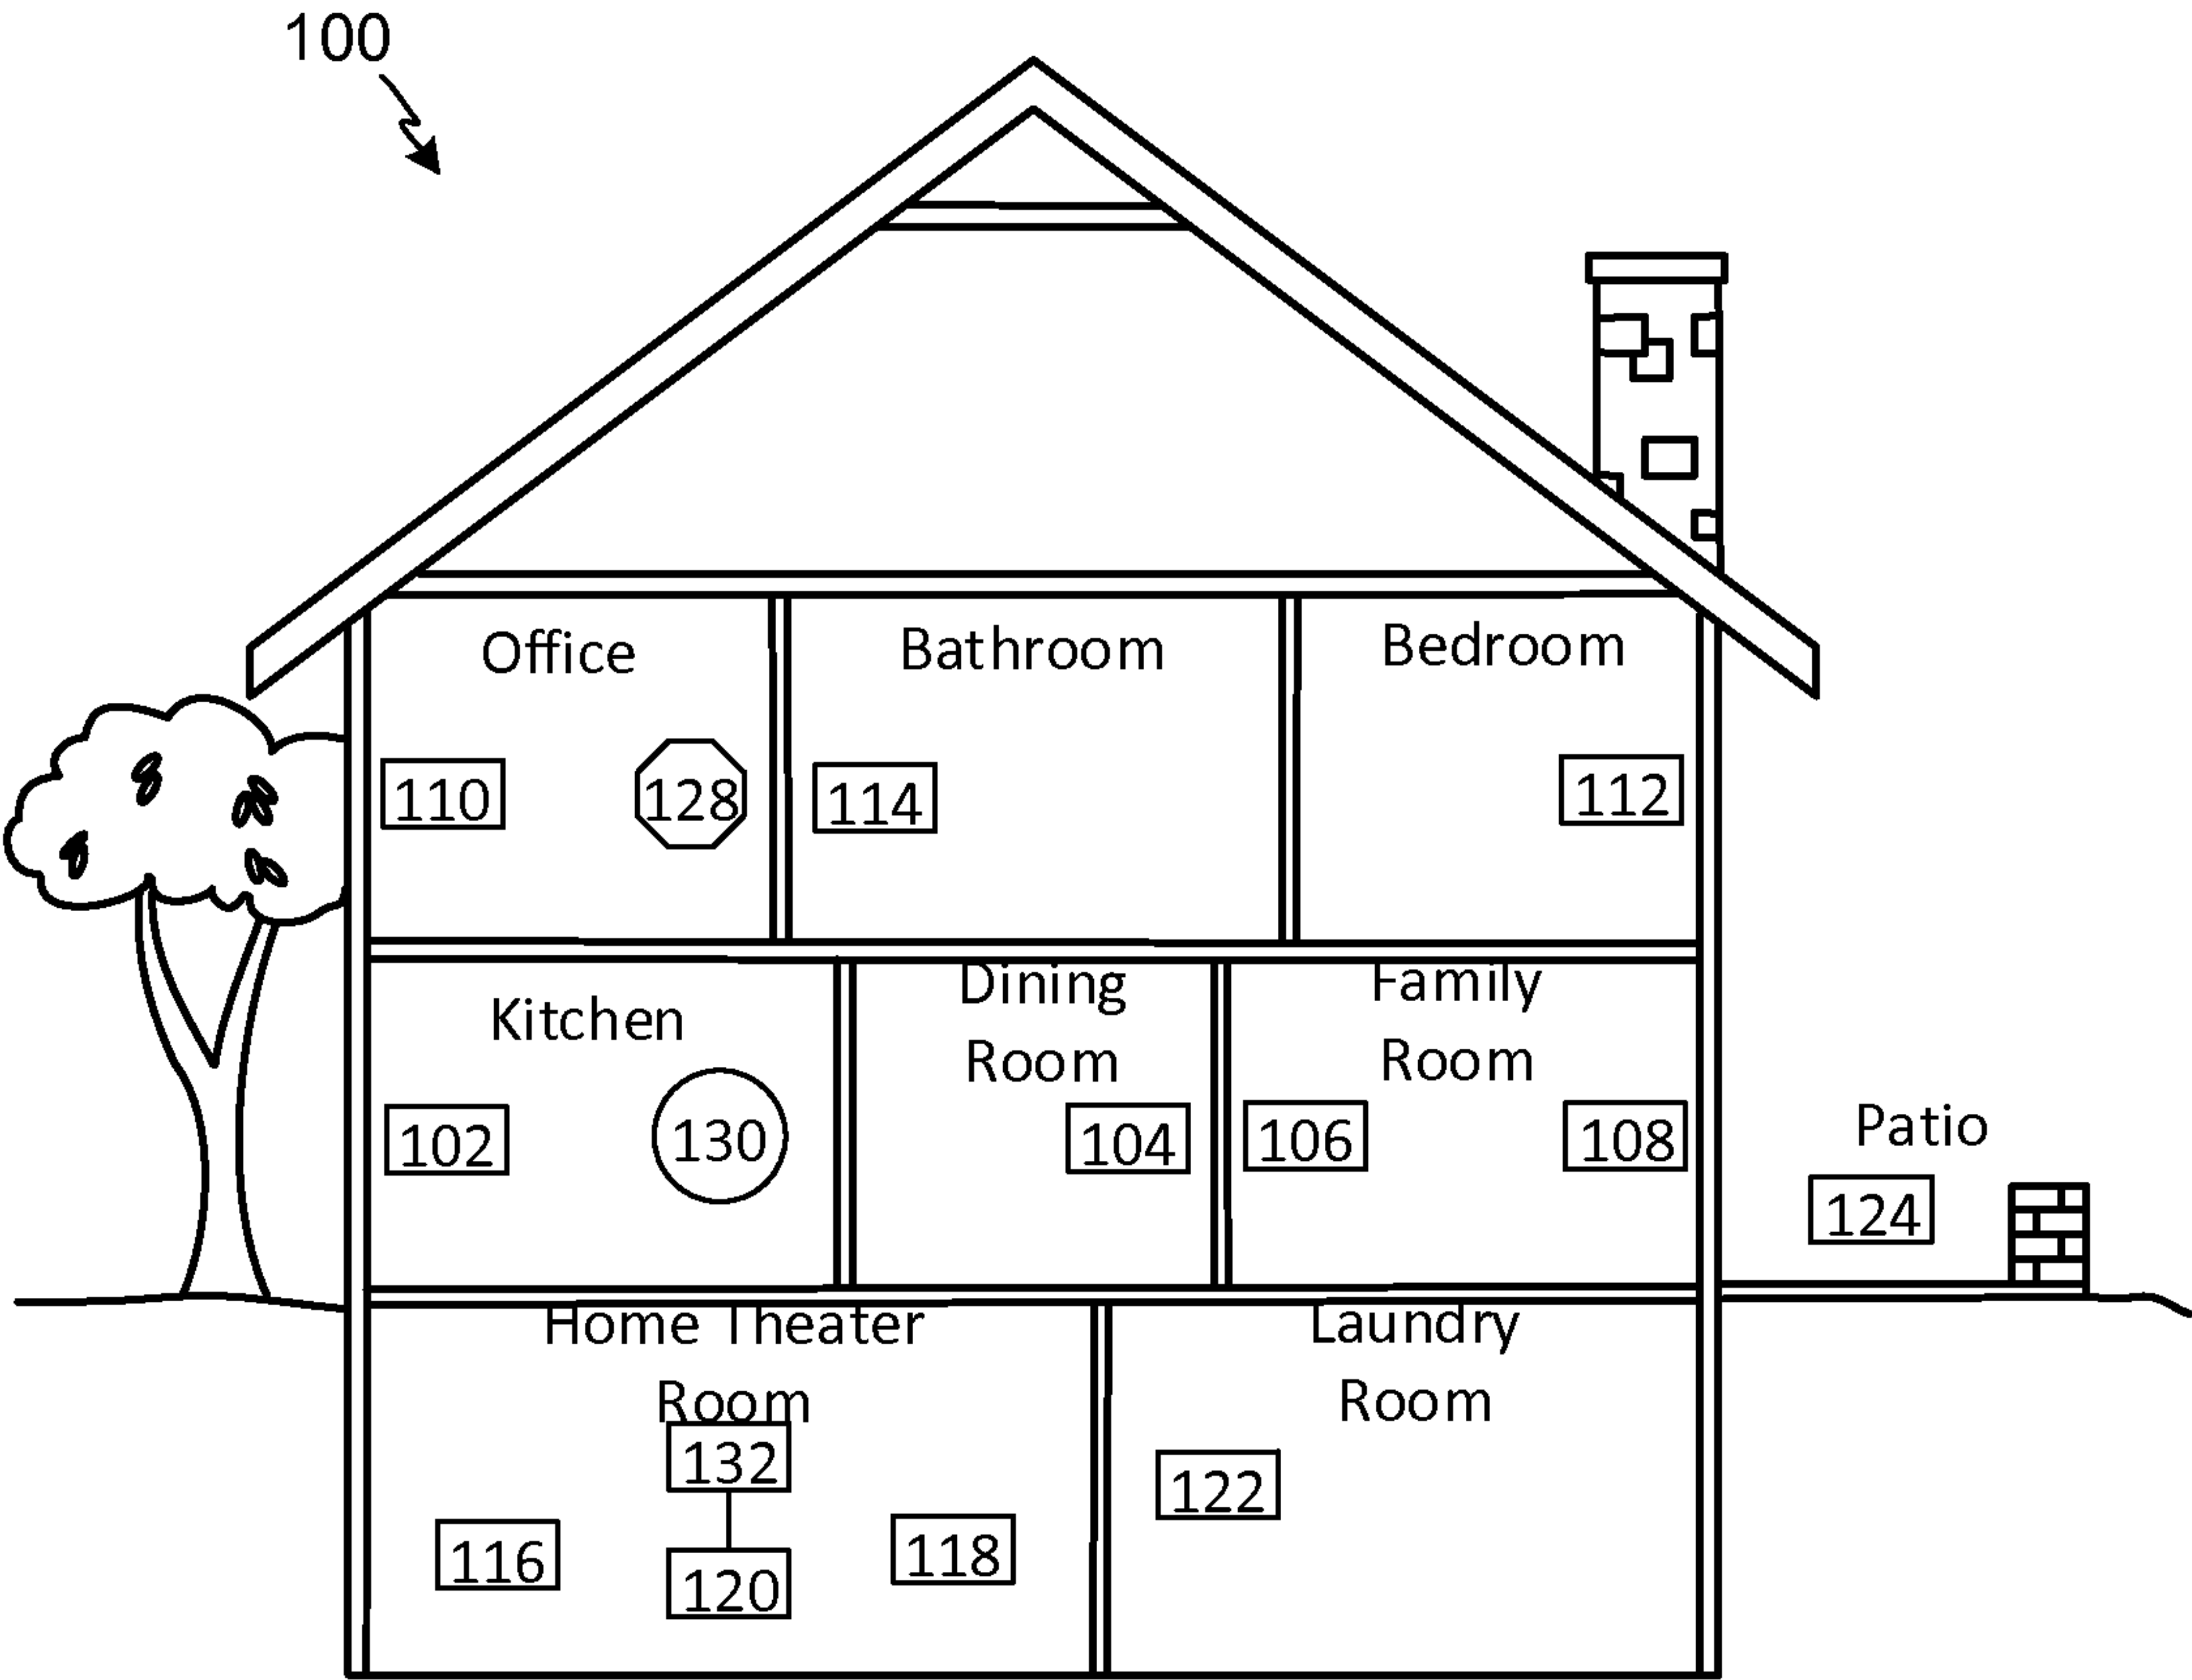 100
Office
Bathroom
Bedroom
110
128
114
112
Kitchen
Dining
Room
Family
Room
102
130
104
106
108
Patio
124
Home Theater
Room
Laundry
Room
132
122
116
120
118